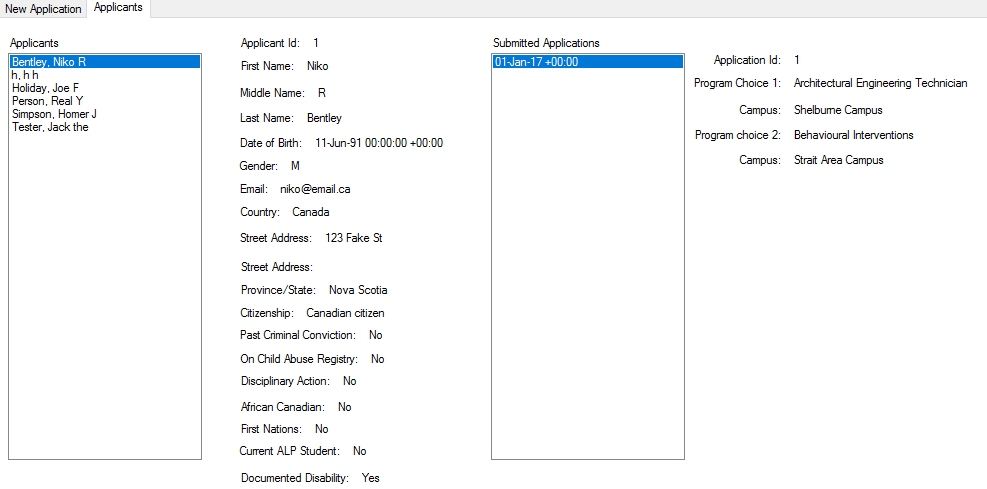 New Application Applicants
Applicants
Bentley, Niko R
h, h h
Holiday, Joe F
Person, Real Y
Simpson, Homer J
Tester, Jack the
Applicant Id: 1
First Name: Niko
Middle Name: R
Last Name: Bentley
Date of Birth: 11-Jun-91 00:00:00 +00:00
Gender: M
Email: niko@email.ca
Country: Canada
Street Address: 123 Fake St
Street Address:
Province/State: Nova Scotia
Citizenship: Canadian citizen
Past Criminal Conviction: No
On Child Abuse Registry: No
Disciplinary Action: No
African Canadian: No
First Nations: No
Current ALP Student: No
Documented Disability: Yes
Submitted Applications
01-Jan-17 +00:00
Application Id: 1
Program Choice 1: Architectural Engineering Technician
Campus: Shelburne Campus
Program choice 2: Behavioural Interventions
Campus: Strait Area Campus